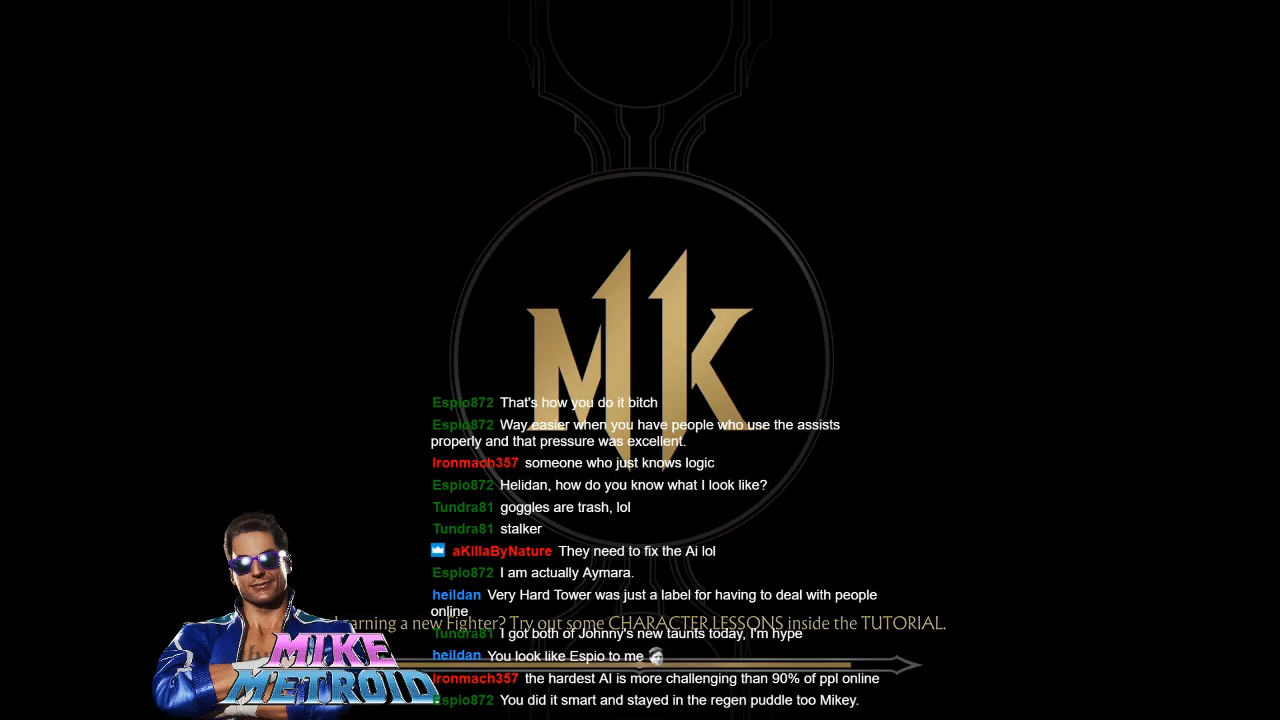 MK11
Espio872 That's how you do it bitch
Espio872 Way easier when you have people who use the assists
properly and that pressure was excellent.
Ironmach357 someone who just knows logic
Espio872 Helidan, how do you know what I look like?
Tundra81 goggles are trash, lol
Tundra81 stalker
aKillaByNature They need to fix the Ai lol
Espio872 I am actually Aymara.
heildan Very Hard Tower was just a label for having to deal with people
online
a new Fighter? Try out some CHARACTER LESSONS inside the TUTORIAL.
Tundra81 I got both of Johnny's new taunts today, I'm hype
heildan You look like Espio to me
Ironmach357 the hardest AI is more challenging than 90% of ppl online
Espio872 You did it smart and stayed in the regen puddle too Mikey.
MIKE
METROID